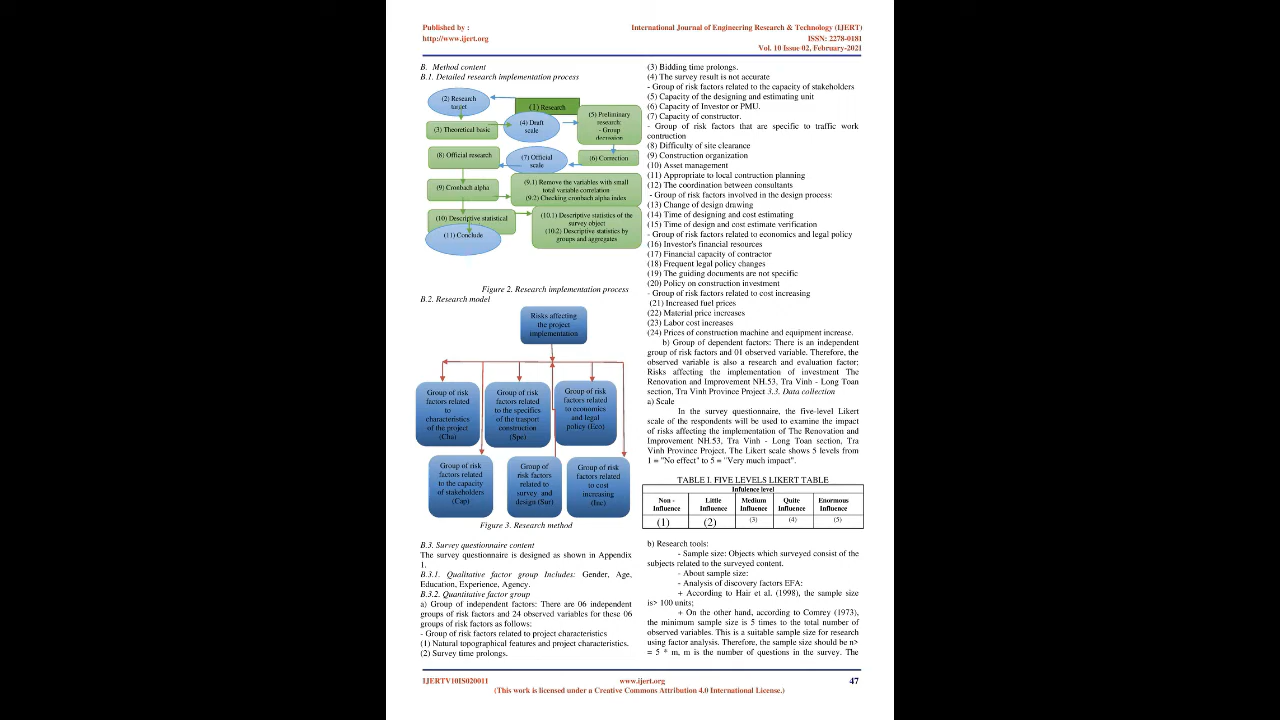 Published by :
http://www.ijert.org
International Journal of Engineering Research & Technology (IJERT)
ISSN: 2278-0181
Vol. 10 Issue 02, February-2021
B. Method content
B.1. Detailed research implementation process
(2) Research
target
(1) Research
(3) Theoretical basic
(4) Draft
scale
(5) Preliminary
research:
- Group
discussion
(8) Official research
(7) Official
scale
(6) Correction
(9) Cronbach alpha
(9.1) Remove the variables with small
total variable correlation
(9.2) Checking cronbach alpha index
(10) Descriptive statistical
(11) Conclude
(10.1) Descriptive statistics of the
survey object
(10.2) Descriptive statistics by
groups and aggregates
Figure 2. Research implementation process
B.2. Research model
Risks affecting
the project
implementation
Group of risk
factors related
to
characteristics
of the project
(Cha)
Group of risk
factors related
to the specifics
of the trasport
construction
(Spe)
Group of risk
factors related
to economics
and legal
policy (Eco)
Group of risk
factors related
to the capacity
of stakeholders
(Cap)
Group of
risk factors
related to
survey and
design (Sur)
Group of risk
factors related
to cost
increasing
(Inc)
Figure 3. Research method
B.3. Survey questionnaire content
The survey questionnaire is designed as shown in Appendix
1.
B.3.1. Qualitative factor group Includes: Gender, Age,
Education, Experience, Agency.
B.3.2. Quantitative factor group
a) Group of independent factors: There are 06 independent
groups of risk factors and 24 observed variables for these 06
groups of risk factors as follows:
- Group of risk factors related to project characteristics
(1) Natural topographical features and project characteristics.
(2) Survey time prolongs.
(3) Bidding time prolongs.
(4) The survey result is not accurate
- Group of risk factors related to the capacity of stakeholders
(5) Capacity of the designing and estimating unit
(6) Capacity of Investor or PMU.
(7) Capacity of constructor.
- Group of risk factors that are specific to traffic work
contruction
(8) Difficulty of site clearance
(9) Construction organization
(10) Asset management
(11) Appropriate to local contruction planning
(12) The coordination between consultants
- Group of risk factors involved in the design process:
(13) Change of design drawing
(14) Time of designing and cost estimating
(15) Time of design and cost estimate verification
- Group of risk factors related to economics and legal policy
(16) Investor's financial resources
(17) Financial capacity of contractor
(18) Frequent legal policy changes
(19) The guiding documents are not specific
(20) Policy on construction investment
- Group of risk factors related to cost increasing
(21) Increased fuel prices
(22) Material price increases
(23) Labor cost increases
(24) Prices of construction machine and equipment increase.
b) Group of dependent factors: There is an independent
group of risk factors and 01 observed variable. Therefore, the
observed variable is also a research and evaluation factor;
Risks affecting the implementation of investment The
Renovation and Improvement NH.53, Tra Vinh - Long Toan
section, Tra Vinh Province Project 3.3. Data collection
a) Scale
In the survey questionnaire, the five-level Likert
scale of the respondents will be used to examine the impact
of risks affecting the implementation of The Renovation and
Improvement NH.53, Tra Vinh - Long Toan section, Tra
Vinh Province Project. The Likert scale shows 5 levels from
1 = "No effect" to 5 = "Very much impact".
TABLE I. FIVE LEVELS LIKERT TABLE
Infulence level
Non - Influence
Little Influence
Medium Influence
Quite Influence
Enormous Influence
(1) (2) (3) (4) (5)
b) Research tools:
- Sample size: Objects which surveyed consist of the
subjects related to the surveyed content.
- About sample size:
- Analysis of discovery factors EFA:
+ According to Hair et al. (1998), the sample size
is> 100 units;
+ On the other hand, according to Comrey (1973),
the minimum sample size is 5 times to the total number of
observed variables. This is a suitable sample size for research
using factor analysis. Therefore, the sample size should be n>
= 5 * m, m is the number of questions in the survey. The
IJERTV10IS020011
www.ijert.org
47
(This work is licensed under a Creative Commons Attribution 4.0 International License.)